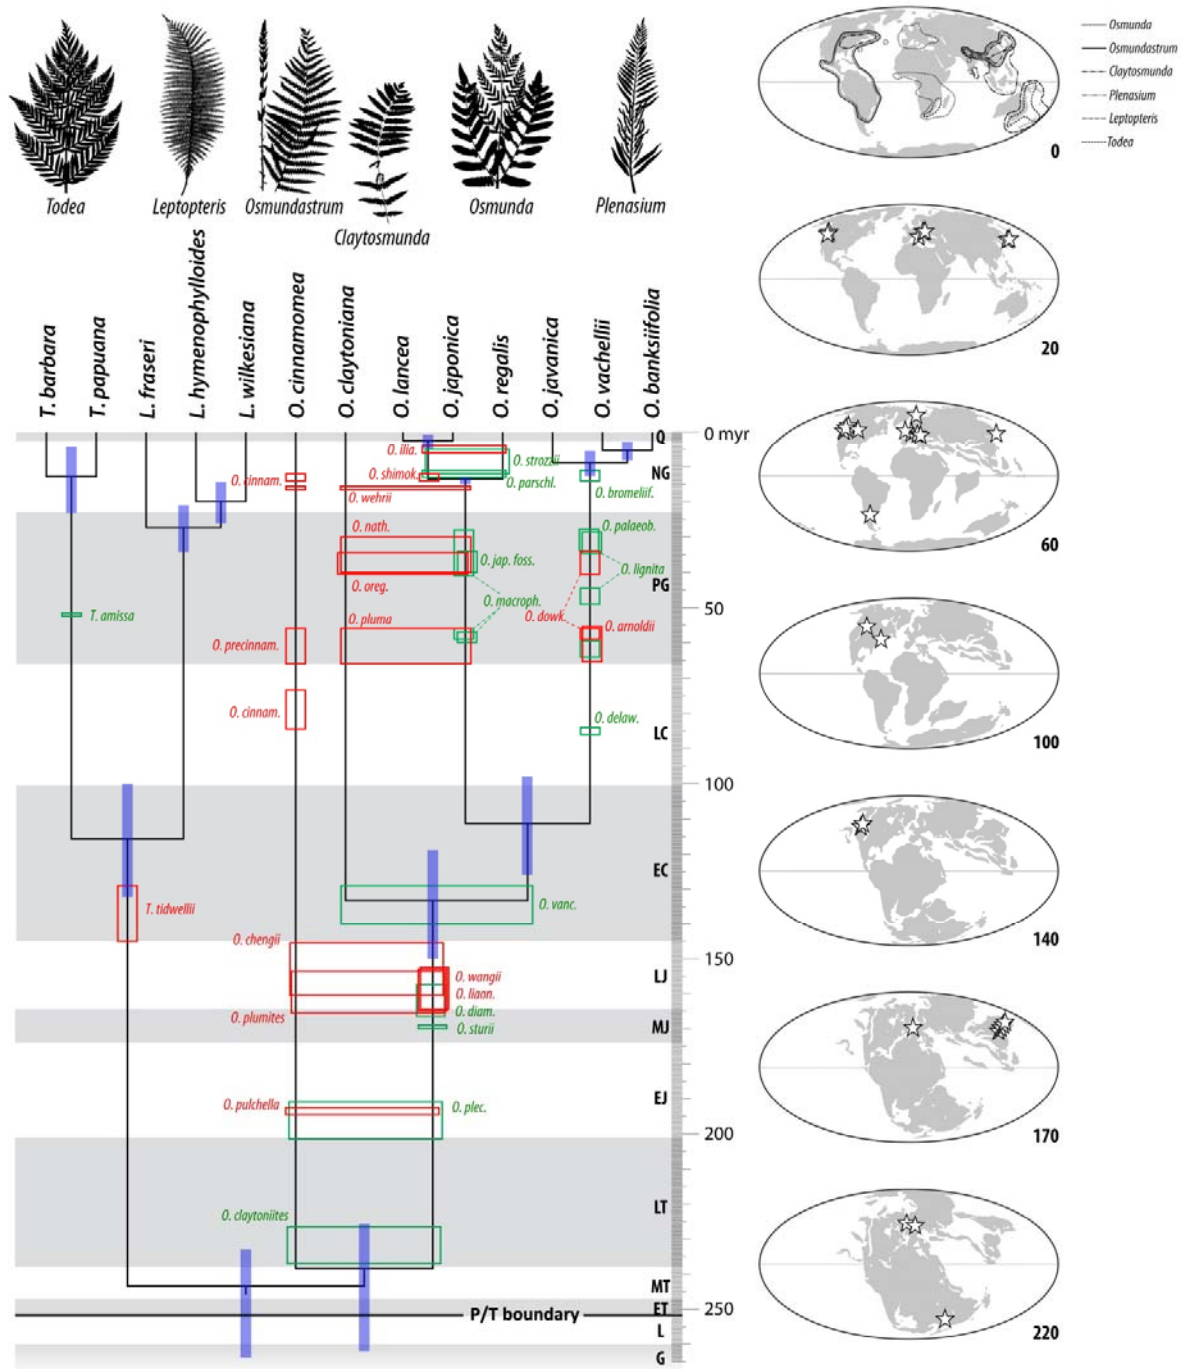 Todea
Leptopteris
Osmundastrum
Claytosmunda
Osmunda
Plenasium
T. barbara
T. papuana
L. fraseri
L. hymenophylloides
L. wilkesiana
O. cinnamomea
O. claytoniana
O. lancea
O. japonica
O. regalis
O. javanica
O. vachellii
O. banksiifolia
Q
0 myr
O. ilia.
O. strozzii
O. cinnam.
O. shimok.
O. parschl.
NG
O. wehrii
O. bromeliif.
O. nath.
O. palaeob.
O. jap. foss.
O. lignita
O. oreg.
PG
O. macroph.
50
T. amissa
O. pluma
O. dowk.
O. arnoldii
O. precinnam.
O. cinnam.
O. delaw.
LC
100
EC
T. tidwellii
O. vanc.
O. chengii
150
O. wangii
LJ
O. liaon.
O. plumites
O. diam.
O. sturii
MJ
O. pulchella
O. plec.
EJ
200
LT
O. claytoniites
MT
ET
250
P/T boundary
L
G
Osmunda
Osmundastrum
Claytosmunda
Plenasium
Leptopteris
Todea
0
20
60
100
140
170
220